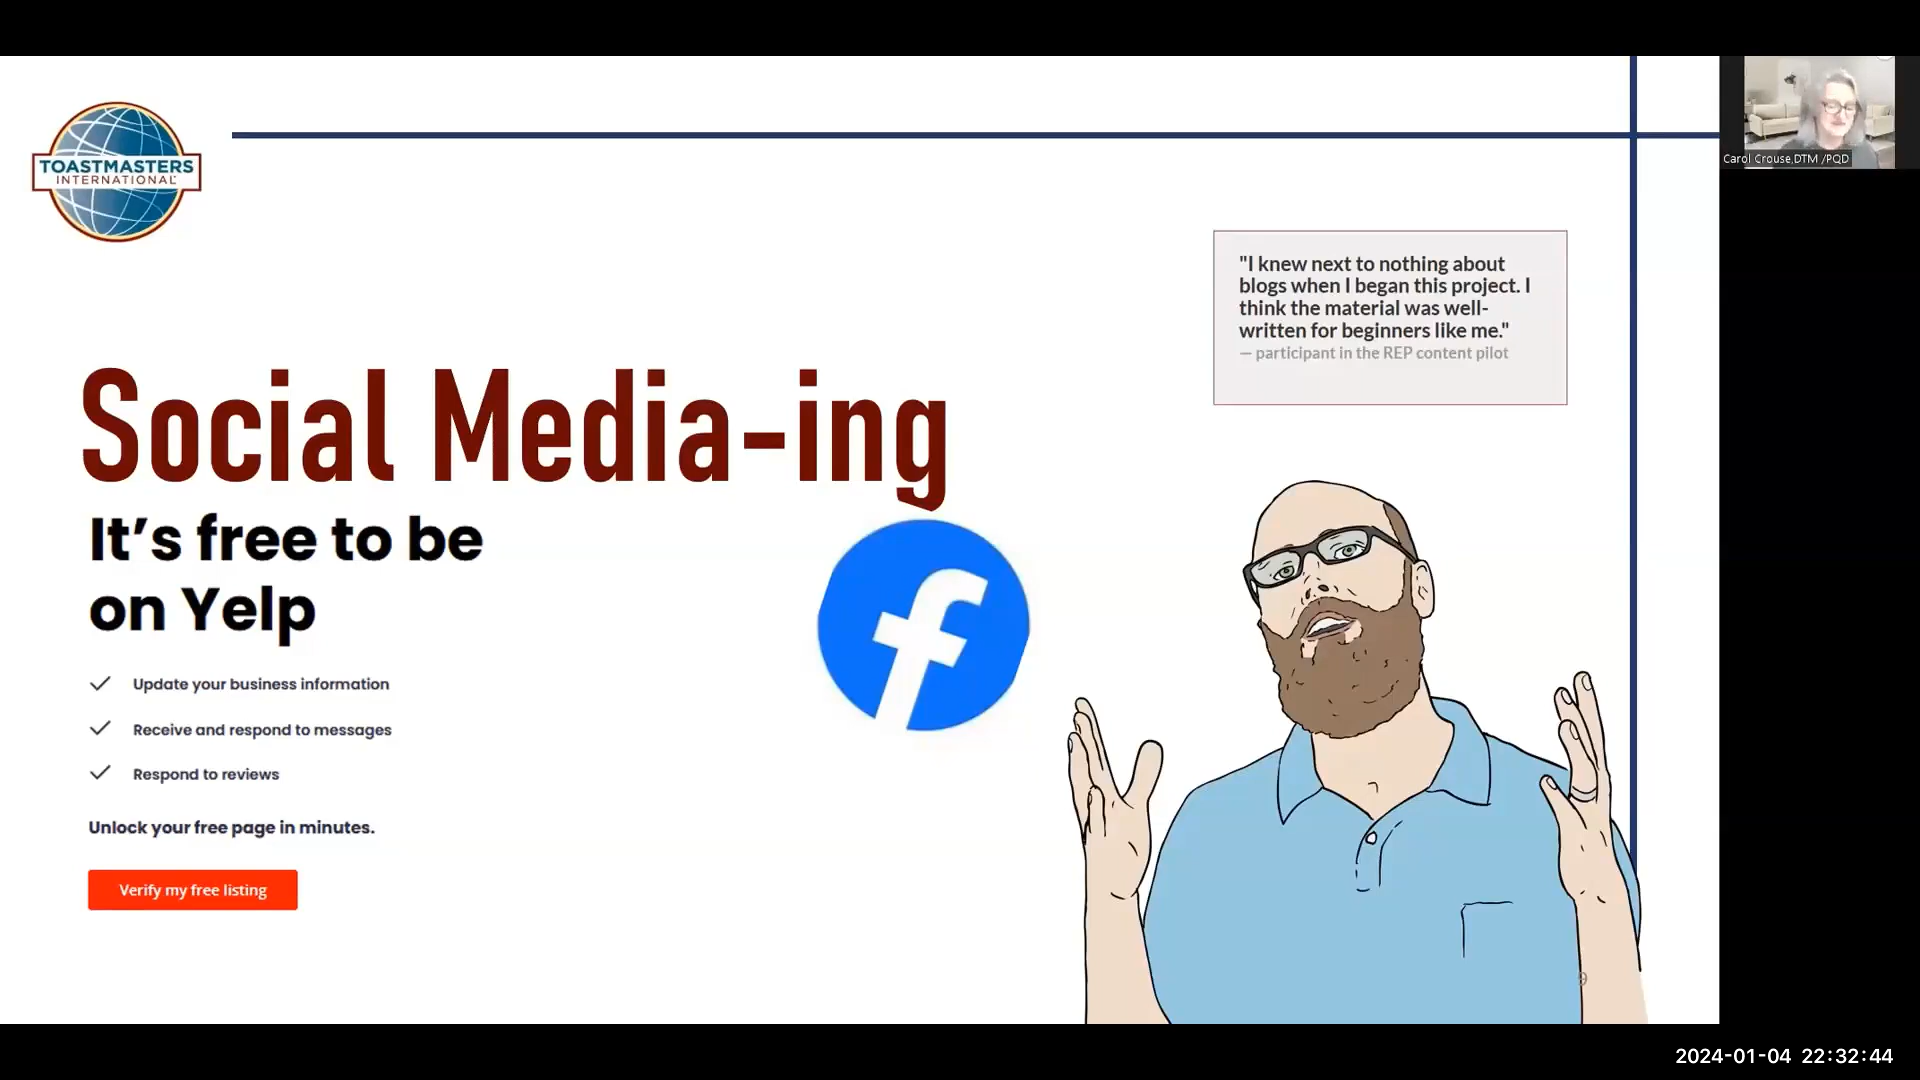 TOASTMASTERS
INTERNATIONAL
Carol Crouse,DTM /PQD
"I knew next to nothing about
blogs when I began this project. I
think the material was well-
written for beginners like me."
— participant in the REP content pilot
Social Media-ing
It’s free to be
on Yelp
Update your business information
Receive and respond to messages
Respond to reviews
Unlock your free page in minutes.
Verify my free listing
9
2024-01-04 22:32:44